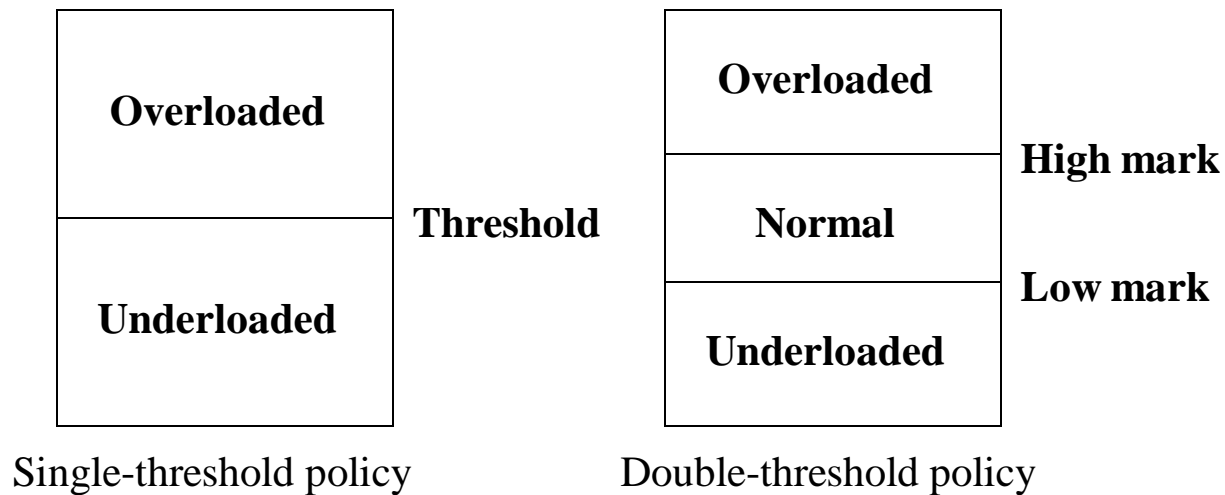 Overloaded
Threshold
Underloaded
Single-threshold policy
Overloaded
High mark
Normal
Low mark
Underloaded
Double-threshold policy